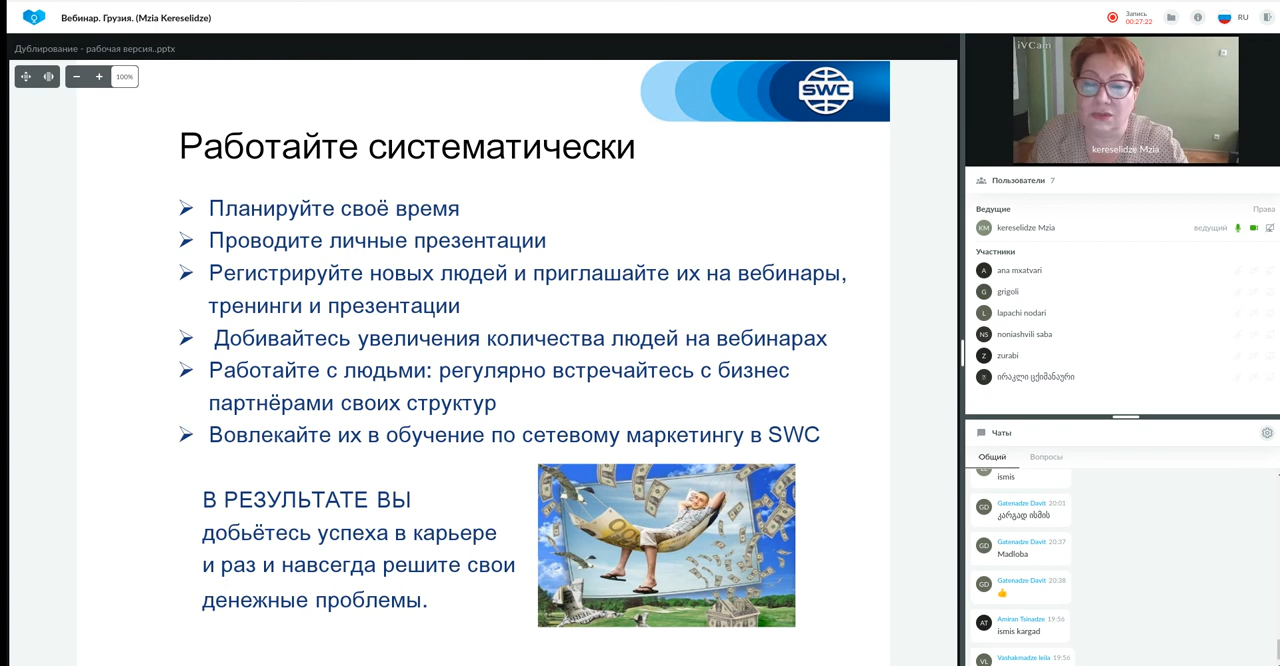 Вебинар. Грузия. (Mzia Kereselidze)
Запись
00:27:22
RU
Дублирование - рабочая версия..pptx
100%
SWC
Работайте систематически
Планируйте своё время
Проводите личные презентации
Регистрируйте новых людей и приглашайте их на вебинары,
тренинги и презентации
Добивайтесь увеличения количества людей на вебинарах
Работайте с людьми: регулярно встречайтесь с бизнес
партнёрами своих структур
Вовлекайте их в обучение по сетевому маркетингу в SWC
В РЕЗУЛЬТАТЕ ВЫ
добьётесь успеха в карьере
и раз и навсегда решите свои
денежные проблемы.
iVCam
kereselidze Mzia
Пользователи 7
Ведущие Права
KM kereselidze Mzia ведущий
Участники
A ana mxatvari
G grigoli
L lapachi nodari
NS noniashvili saba
Z zurabi
ირაკლი ცქიმანაური
Чаты
Общий Вопросы
ismis
GD Gatenadze Davit 20:01
კარგად ისმის
GD Gatenadze Davit 20:37
Madloba
GD Gatenadze Davit 20:38
👍
AT Amiran Tsinadze 19:56
ismis kargad
VL Vashakmadze leila 19:56